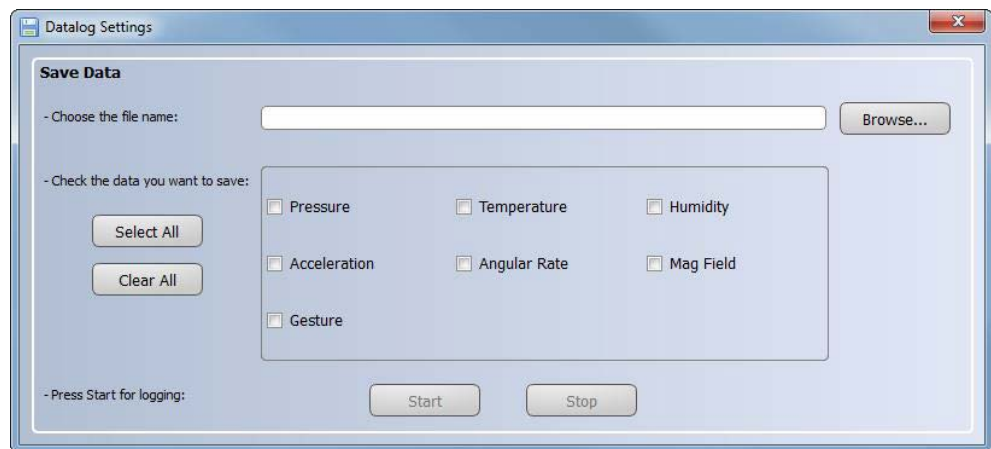 Datalog Settings
x
Save Data
- Choose the file name:
Browse...
- Check the data you want to save:
Pressure
Temperature
Humidity
Select All
Acceleration
Angular Rate
Mag Field
Clear All
Gesture
- Press Start for logging:
Start
Stop